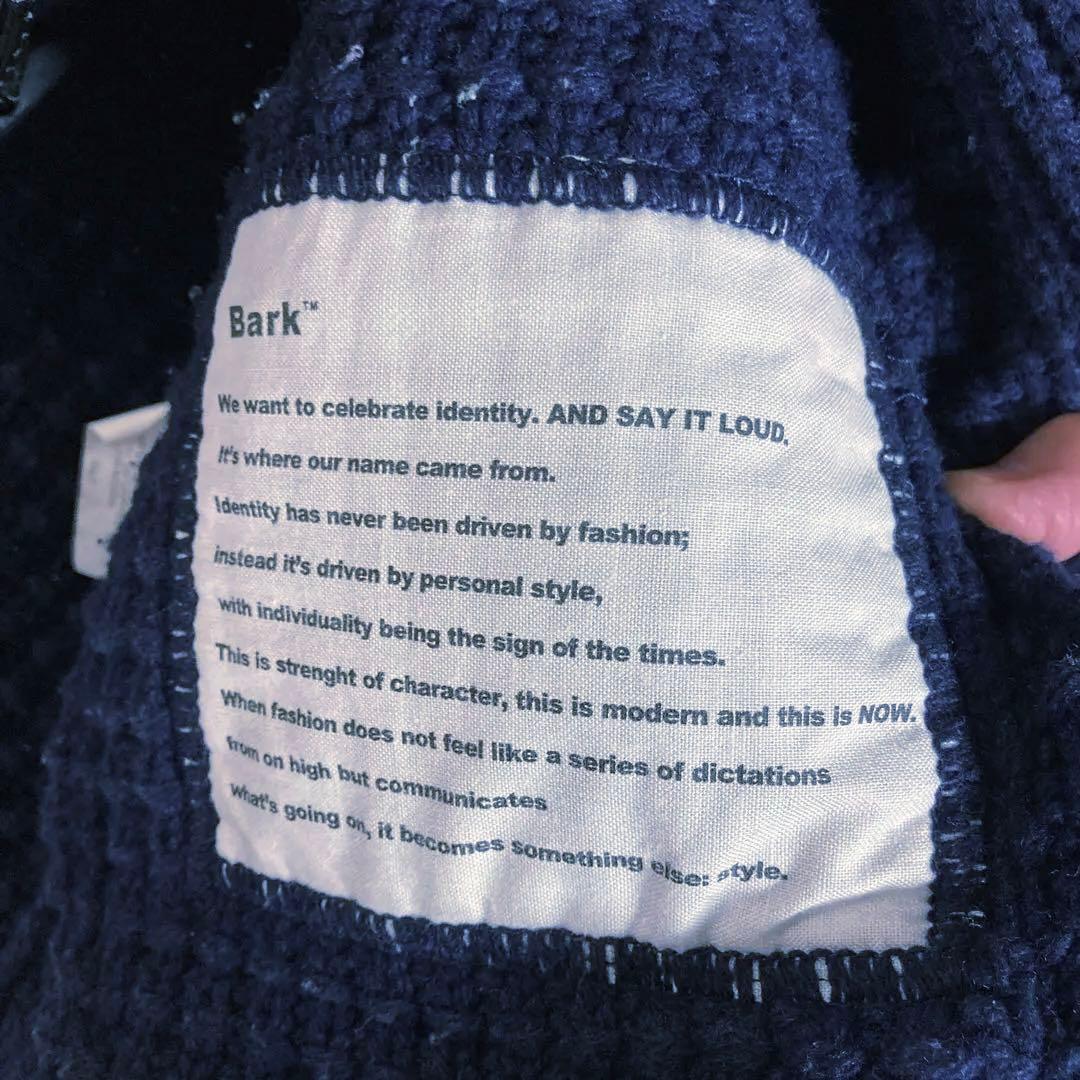 Bark™
We want to celebrate identity. AND SAY IT LOUD.
It's where our name came from.
Identity has never been driven by fashion;
instead it's driven by personal style,
with individuality being the sign of the times.
This is strenght of character, this is modern and this is NOW.
When fashion does not feel like a series of dictations
from on high but communicates
what's going on, it becomes something else: style.